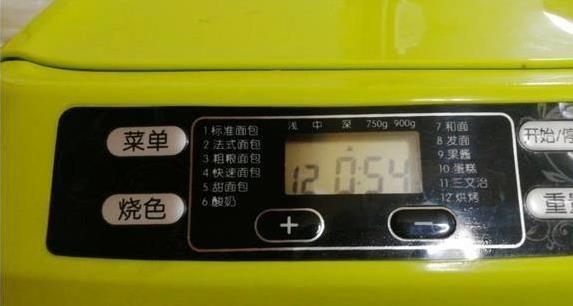 菜单
烧色
1 标准面包
2 法式面包
3 粗粮面包
4 快速面包
5 甜面包
6 酸奶
浅 中 深 750g 900g
12 0:54
+ −
7 和面
8 发面
9 果酱
10 蛋糕
11 三文治
12 烘烤
开始/停
重量